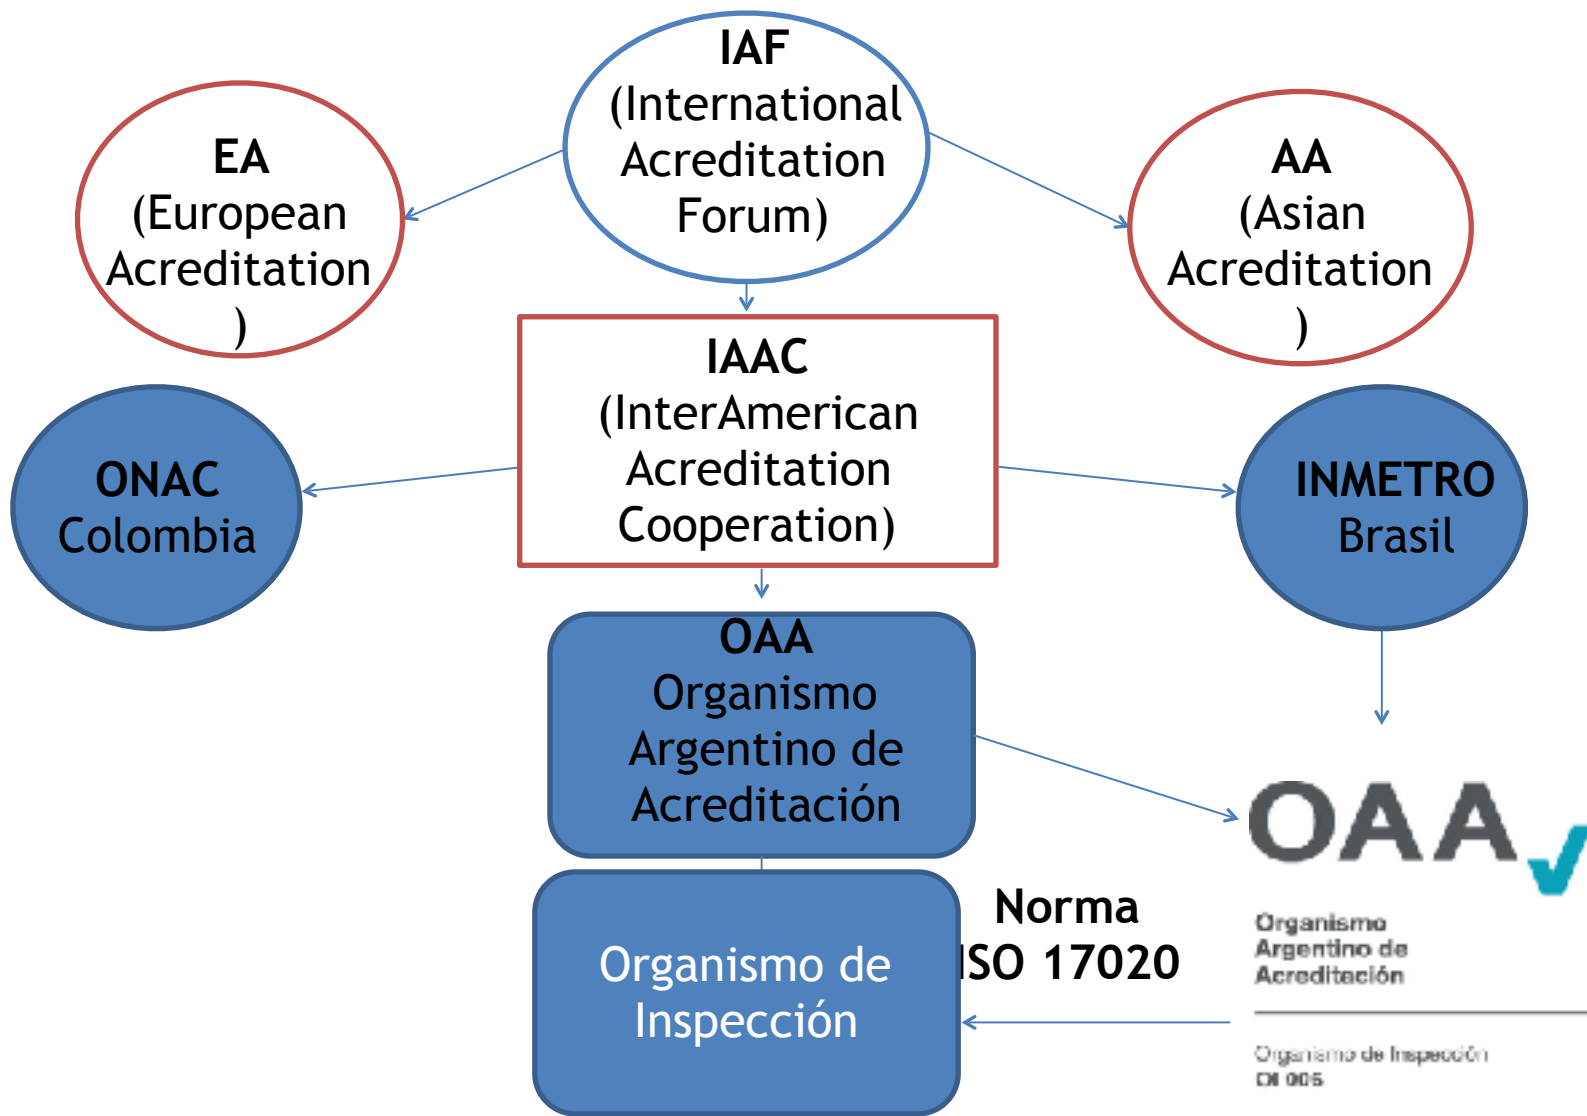 IAF
(International
Acreditation
Forum)
EA
(European
Acreditation
)
AA
(Asian
Acreditation
)
IAAC
(InterAmerican
Acreditation
Cooperation)
ONAC
Colombia
INMETRO
Brasil
OAA
Organismo
Argentino de
Acreditación
Organismo de
Inspección
Norma
ISO 17020
OAA
Organismo
Argentino de
Acreditación
Organismo de Inspección
OI 006